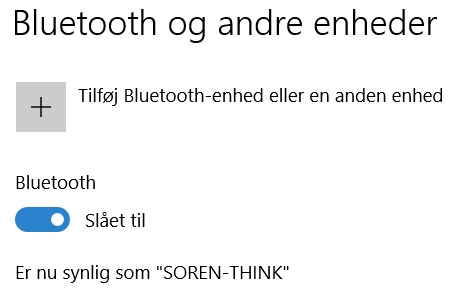 Bluetooth og andre enheder
Tilføj Bluetooth-enhed eller en anden enhed
Bluetooth
Slået til
Er nu synlig som "SOREN-THINK"